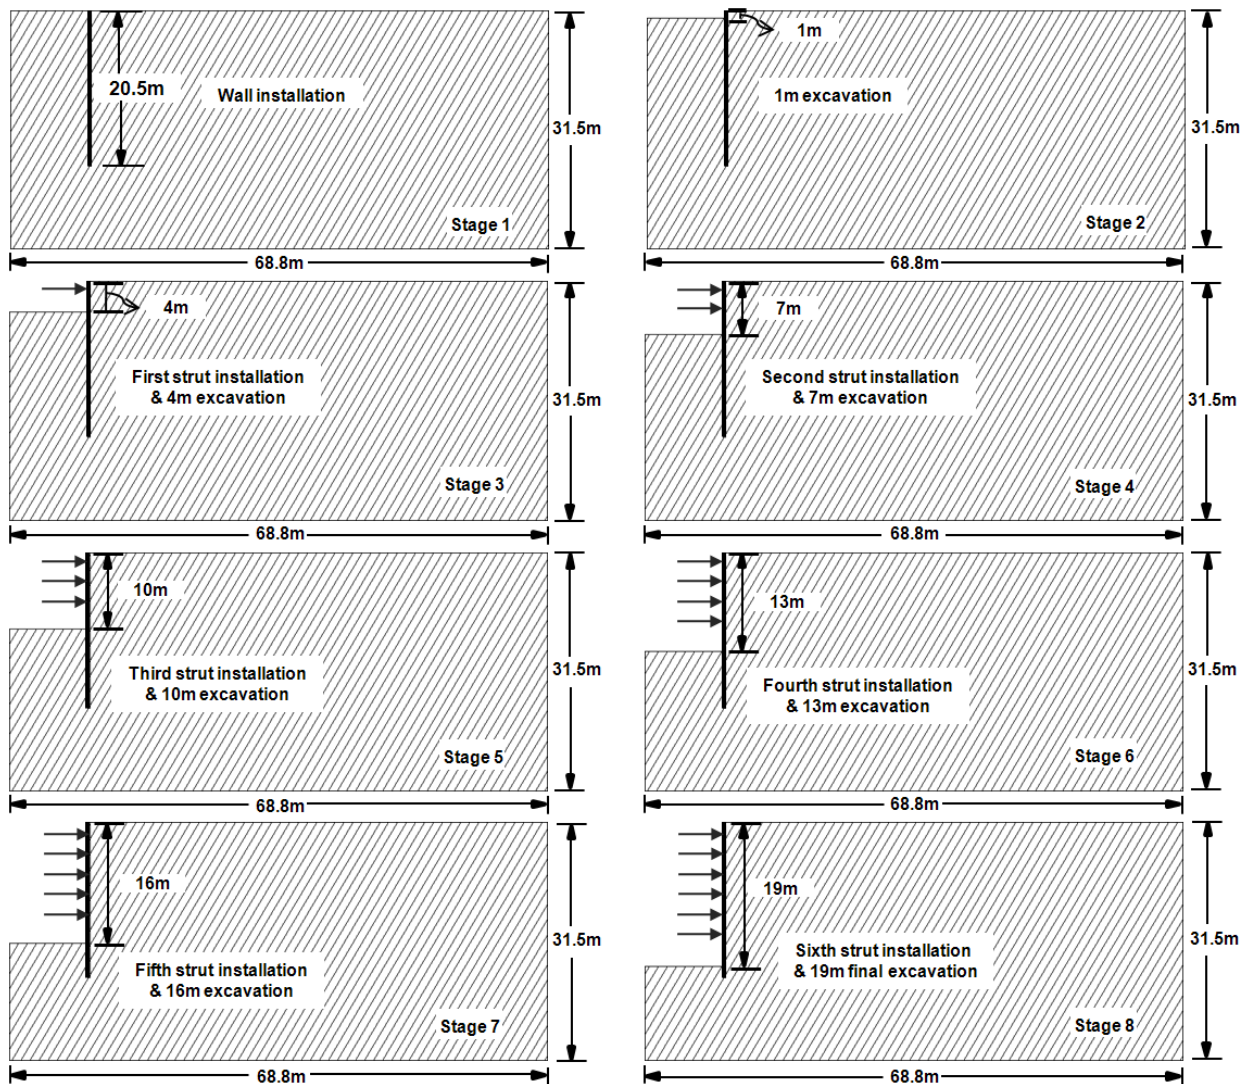 20.5m
Wall installation
31.5m
Stage 1
68.8m
1m
1m excavation
31.5m
Stage 2
68.8m
4m
First strut installation
& 4m excavation
31.5m
Stage 3
68.8m
7m
Second strut installation
& 7m excavation
31.5m
Stage 4
68.8m
10m
Third strut installation
& 10m excavation
31.5m
Stage 5
68.8m
13m
Fourth strut installation
& 13m excavation
31.5m
Stage 6
68.8m
16m
Fifth strut installation
& 16m excavation
31.5m
Stage 7
68.8m
19m
Sixth strut installation
& 19m final excavation
31.5m
Stage 8
68.8m